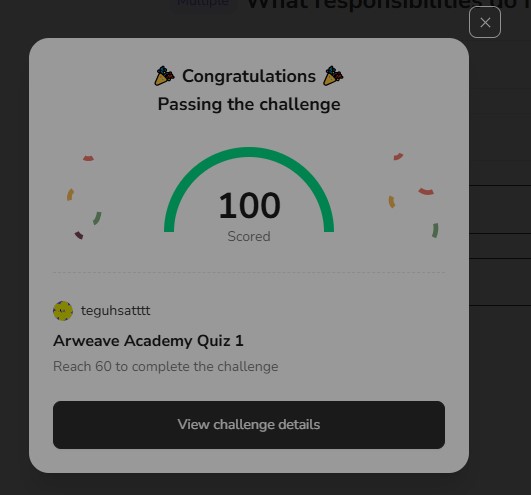 Multiple What responsibilities do
Congratulations
Passing the challenge
100
Scored
teguhsatttt
Arweave Academy Quiz 1
Reach 60 to complete the challenge
View challenge details